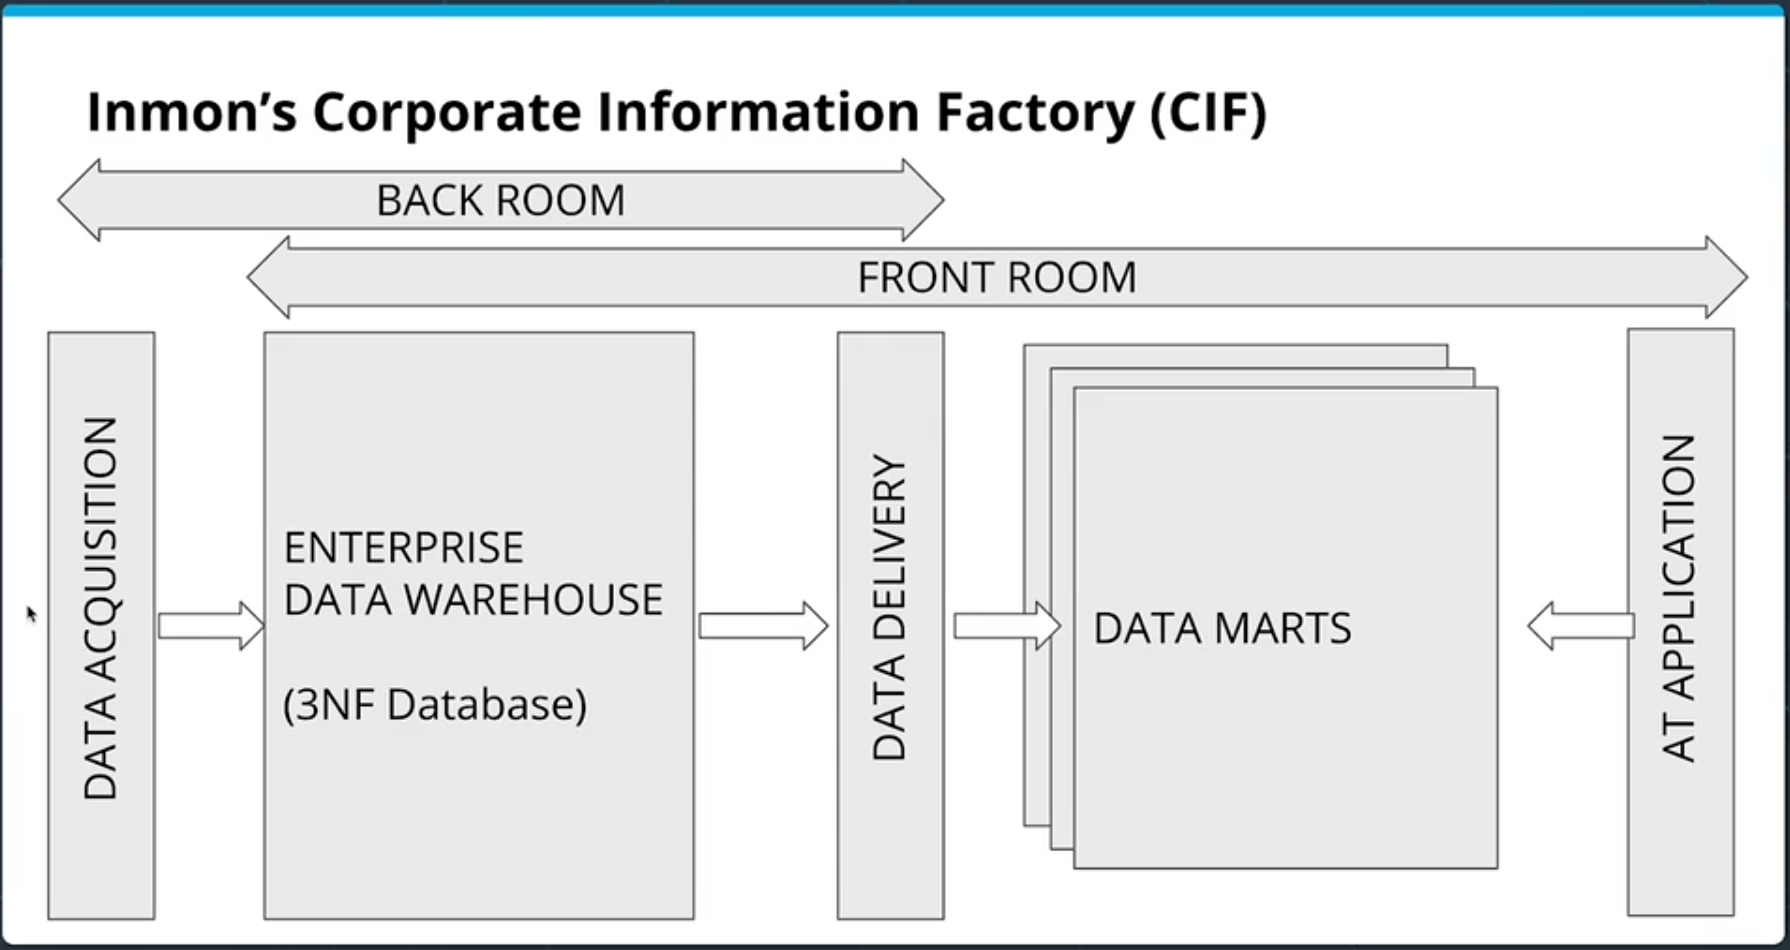 Inmon’s Corporate Information Factory (CIF)
BACK ROOM
FRONT ROOM
DATA ACQUISITION
ENTERPRISE
DATA WAREHOUSE
(3NF Database)
DATA DELIVERY
DATA MARTS
AT APPLICATION